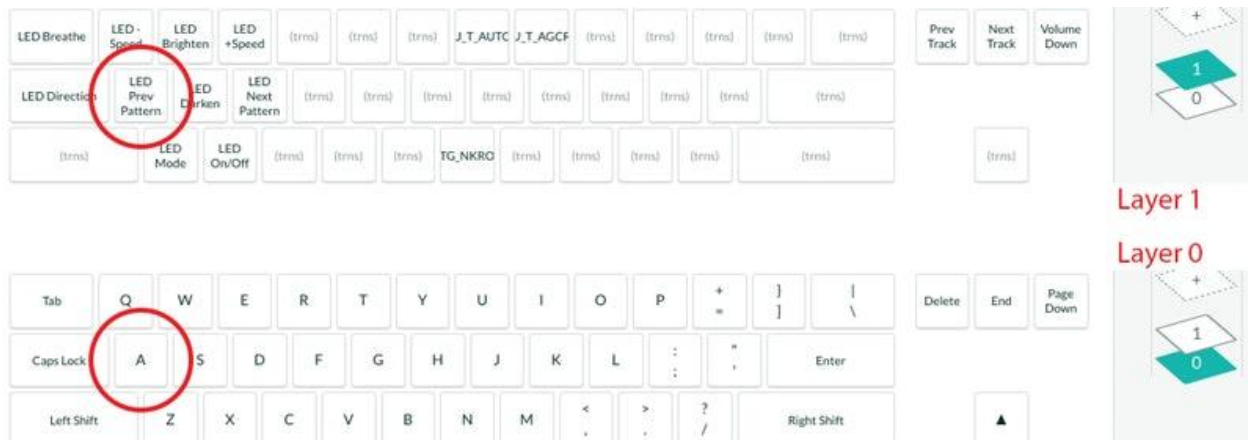 LED Breathe LED - Speed LED Brighten LED +Speed (trns) (trns) (trns) U_T_AUTC U_T_AGCF (trns) (trns) (trns) (trns) (trns) Prev Track Next Track Volume Down +
LED Direction LED Prev Pattern LED Darken LED Next Pattern (trns) (trns) (trns) (trns) (trns) (trns) (trns) (trns) (trns) 1
0
(trns) LED Mode LED On/Off (trns) (trns) (trns) TG_NKRO (trns) (trns) (trns) (trns) (trns) (trns)
Layer 1
Layer 0
Tab Q W E R T Y U I O P + = } ] | \ Delete End Page Down +
Caps Lock A S D F G H J K L : ; " ' Enter 1
0
Left Shift Z X C V B N M < , > . ? / Right Shift ▲